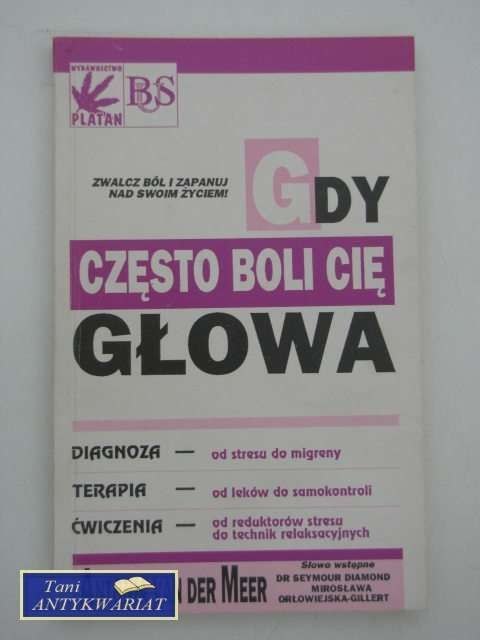 WYDAWNICTWO
PLATAN
BQS
ZWALCZ BÓL I ZAPANUJ
NAD SWOIM ŻYCIEM!
GDY
CZĘSTO BOLI CIĘ
GŁOWA
DIAGNOZA — od stresu do migreny
TERAPIA — od leków do samokontroli
ĆWICZENIA — od reduktorów stresu
do technik relaksacyjnych
DER MEER
Słowo wstępne
DR SEYMOUR DIAMOND
MIROSŁAWA
ORŁOWIEJSKA-GILLERT
Tani
ANTYKWARIAT